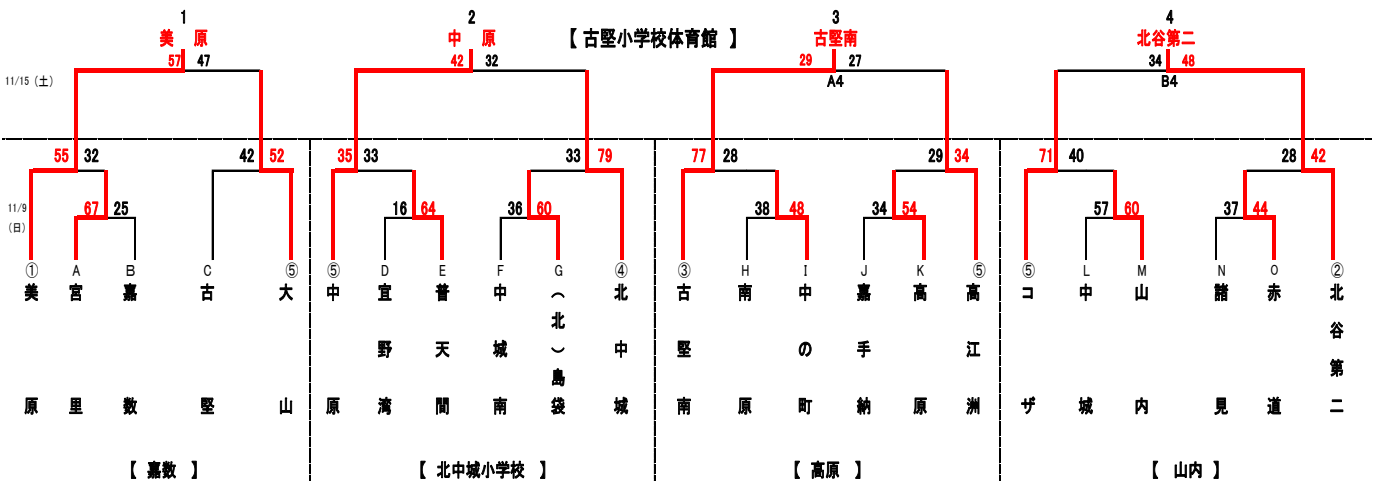 1 2 3 4
美原 中原 【 古堅小学校体育館 】 古堅南 北谷第二
57 47 42 32 29 27 34 48
11/15（土） A4 B4
55 32 42 52 35 33 33 79 77 28 29 34 71 40 28 42
11/9 67 25 16 64 36 60 38 48 34 54 57 60 37 44
（日）
① A B C ⑤ ⑤ D E F G ④ ③ H I J K ⑤ ⑤ L M N O ②
美原 宮里 嘉数 古堅 大山 中原 宜野湾 普天間 中城南 （北）島袋 北中城 古堅南 南原 中の町 嘉手納 高原 高江洲 コザ 中城 山内 諸見 赤道 北谷第二
【 嘉数 】 【 北中城小学校 】 【 高原 】 【 山内 】